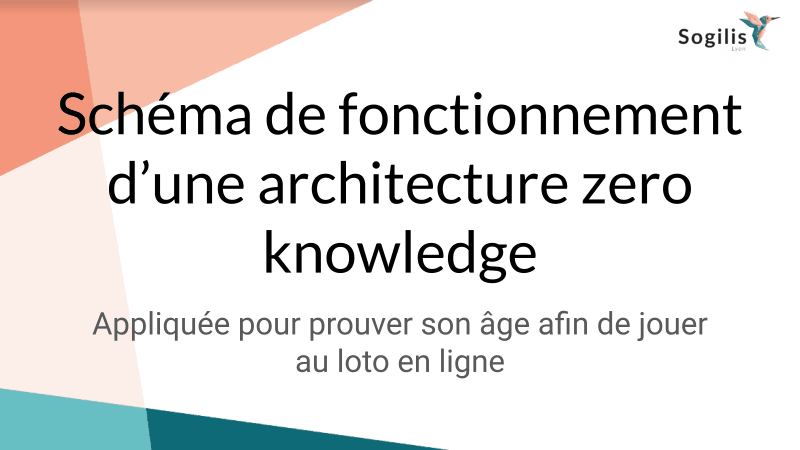 Sogilis
Lyon
Schéma de fonctionnement
d’une architecture zero
knowledge
Appliquée pour prouver son âge afin de jouer
au loto en ligne